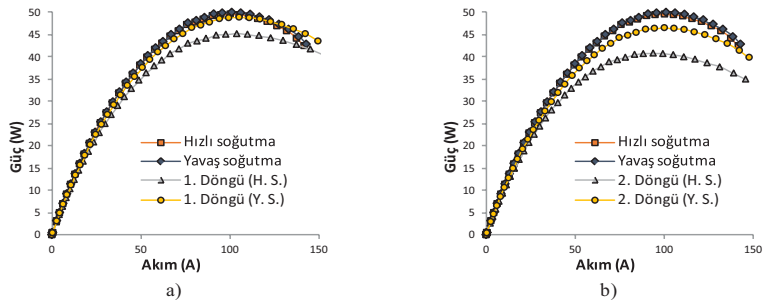 50
45
40
35
30
25
20
15
10
5
0
Güç (W)
Hızlı soğutma
Yavaş soğutma
1. Döngü (H. S.)
1. Döngü (Y. S.)
0 50 100 150
Akım (A)
a)
50
45
40
35
30
25
20
15
10
5
0
Güç (W)
Hızlı soğutma
Yavaş soğutma
2. Döngü (H. S.)
2. Döngü (Y. S.)
0 50 100 150
Akım (A)
b)